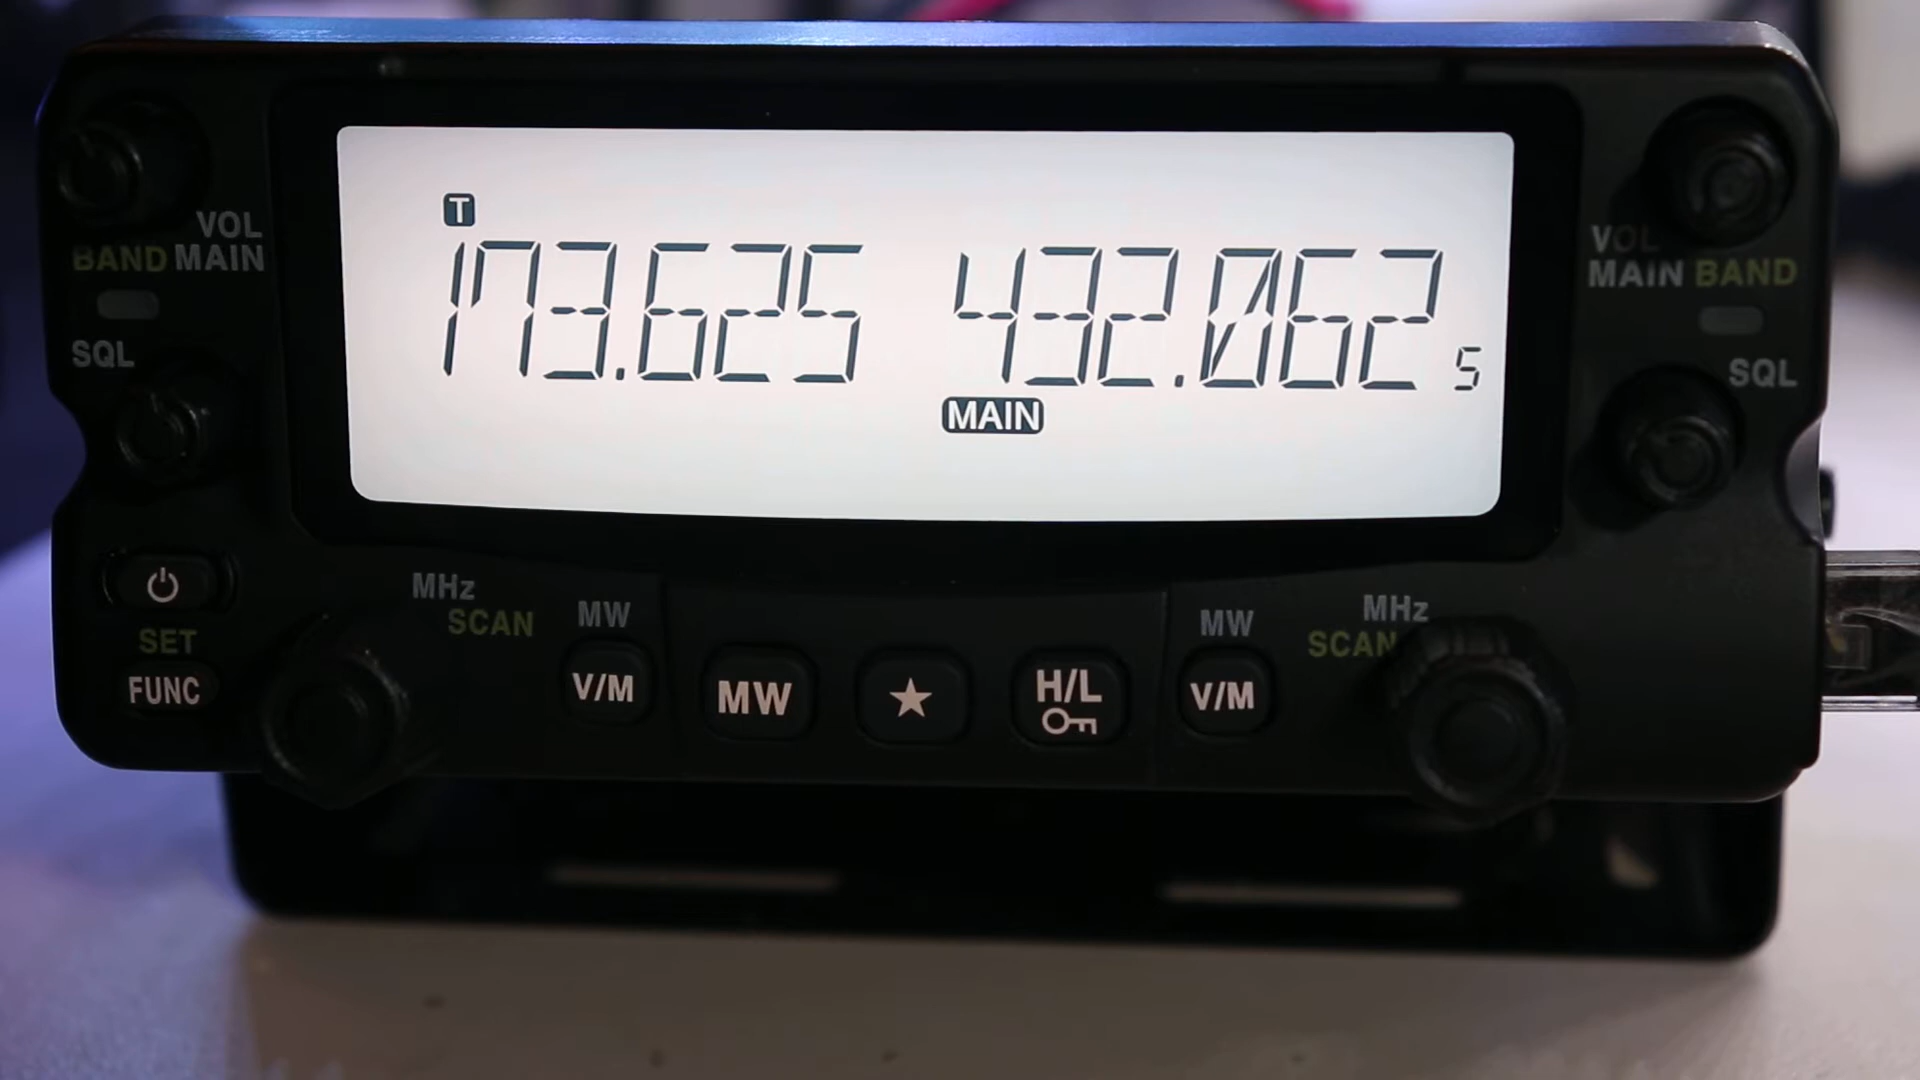 T
173.625 432.062 5
MAIN
VOL
BAND MAIN
SQL
VOL
MAIN BAND
SQL
SET
FUNC
MHz
SCAN
MW
V/M
MW
★
H/L
MW
V/M
MHz
SCAN